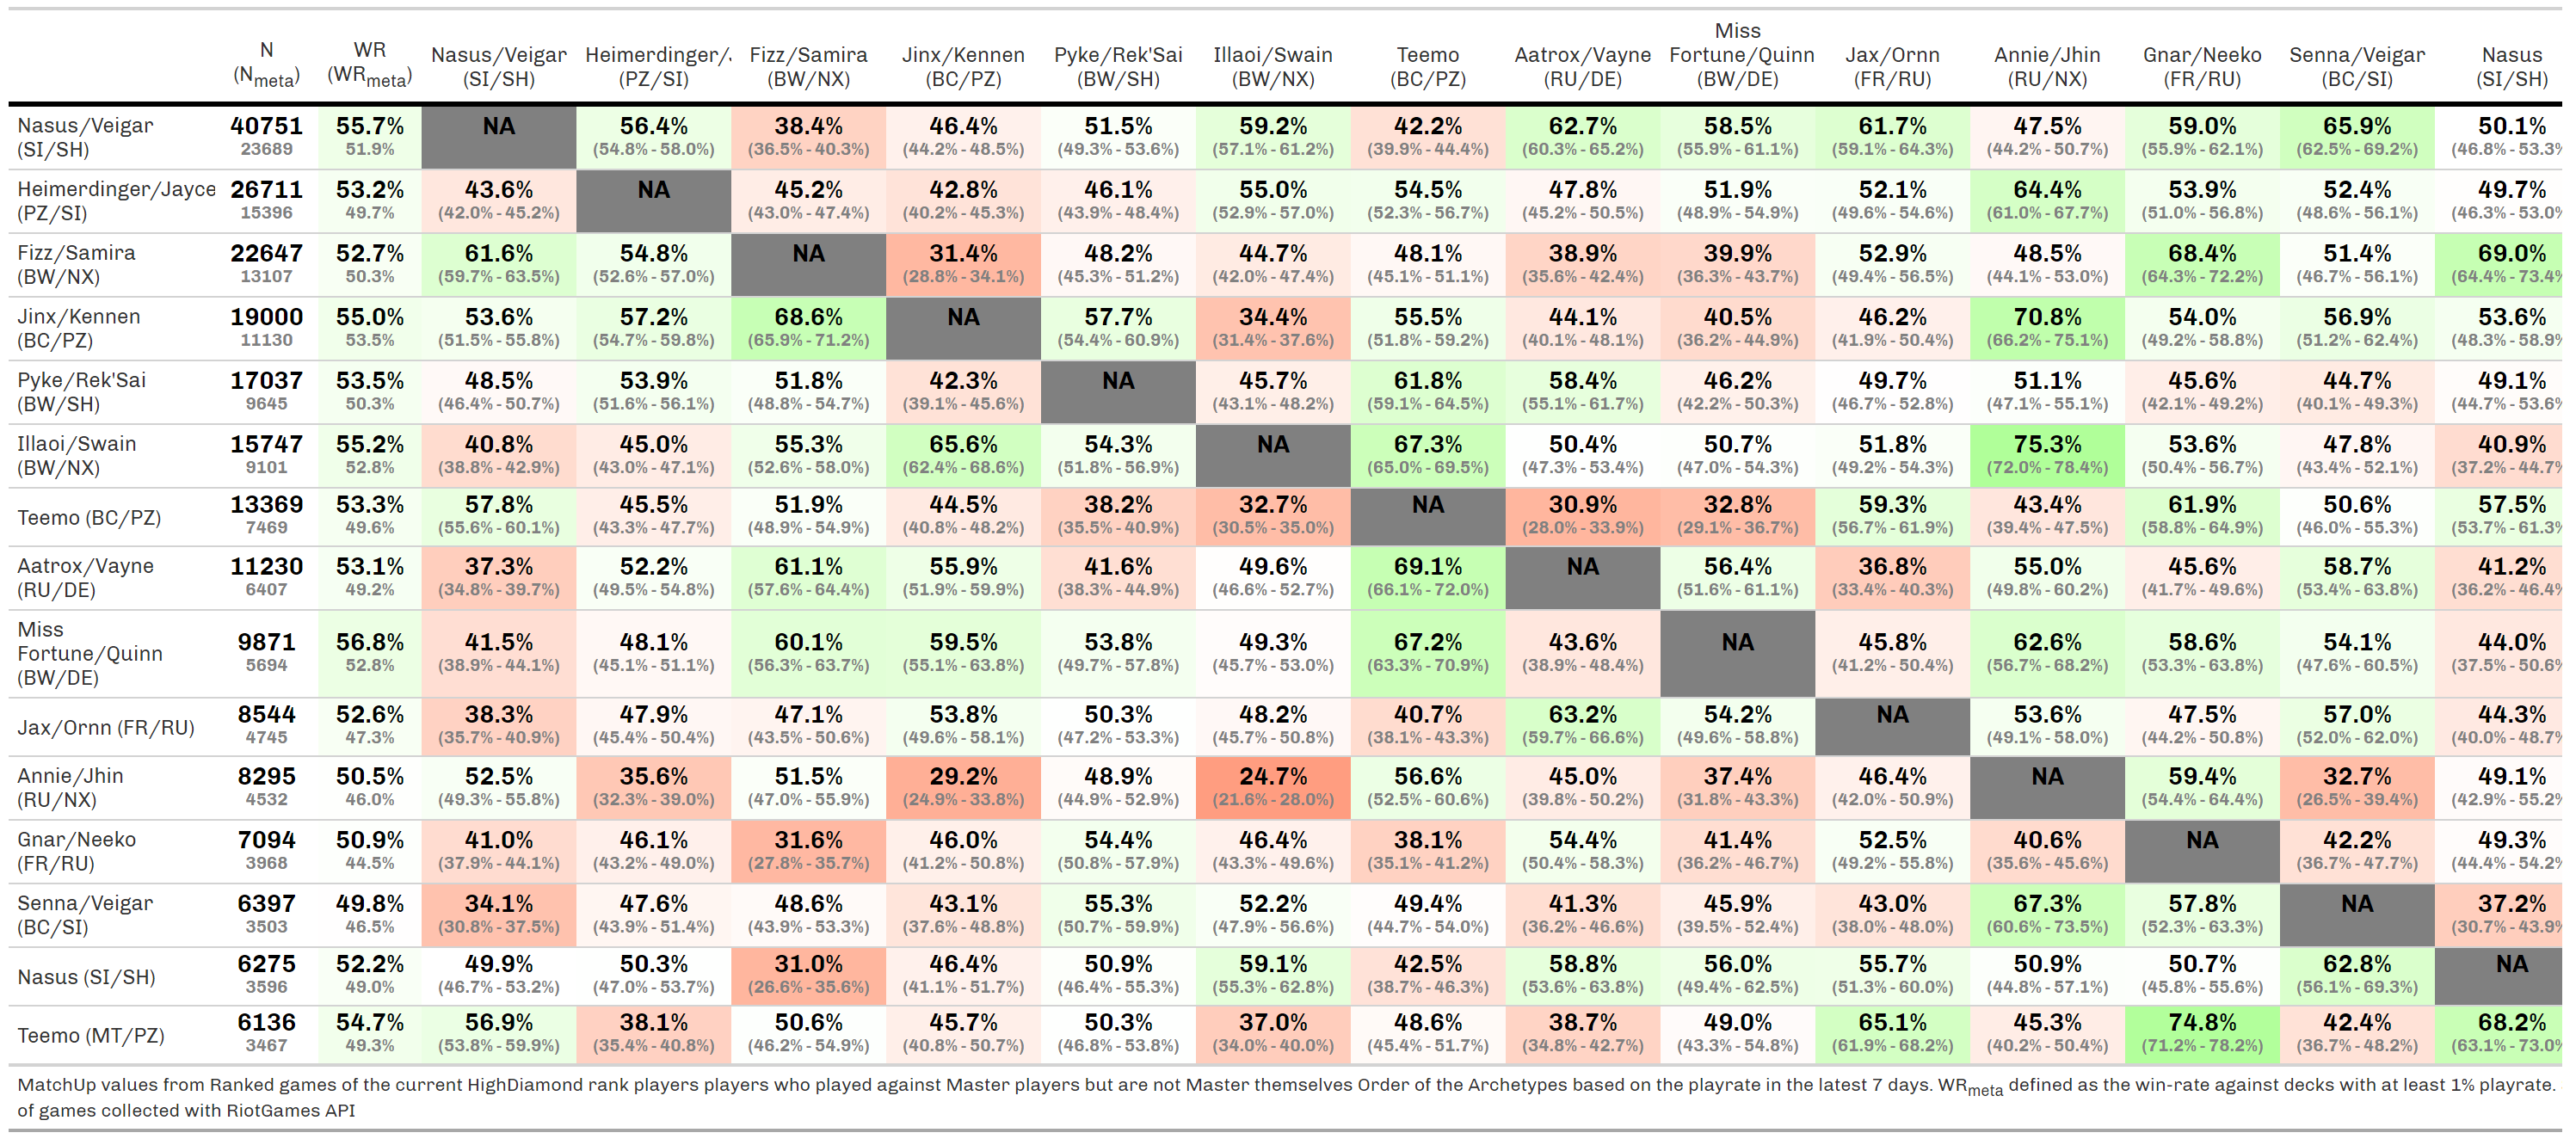 N (N_meta) WR (WR_meta) Nasus/Veigar (SI/SH) Heimerdinger/ (PZ/SI) Fizz/Samira (BW/NX) Jinx/Kennen (BC/PZ) Pyke/Rek'Sai (BW/SH) Illaoi/Swain (BW/NX) Teemo (BC/PZ) Aatrox/Vayne (RU/DE) Miss Fortune/Quinn (BW/DE) Jax/Ornn (FR/RU) Annie/Jhin (RU/NX) Gnar/Neeko (FR/RU) Senna/Veigar (BC/SI) Nasus (SI/SH)
Nasus/Veigar 40751 55.7% NA 56.4% 38.4% 46.4% 51.5% 59.2% 42.2% 62.7% 58.5% 61.7% 47.5% 59.0% 65.9% 50.1%
(SI/SH) 23689 51.9% (54.8% - 58.0%) (36.5% - 40.3%) (44.2% - 48.5%) (49.3% - 53.6%) (57.1% - 61.2%) (39.9% - 44.4%) (60.3% - 65.2%) (55.9% - 61.1%) (59.1% - 64.3%) (44.2% - 50.7%) (55.9% - 62.1%) (62.5% - 69.2%) (46.8% - 53.3%
Heimerdinger/Jayce 26711 53.2% 43.6% NA 45.2% 42.8% 46.1% 55.0% 54.5% 47.8% 51.9% 52.1% 64.4% 53.9% 52.4% 49.7%
(PZ/SI) 15396 49.7% (42.0% - 45.2%) (43.0% - 47.4%) (40.2% - 45.3%) (43.9% - 48.4%) (52.9% - 57.0%) (52.3% - 56.7%) (45.2% - 50.5%) (48.9% - 54.9%) (49.6% - 54.6%) (61.0% - 67.7%) (51.0% - 56.8%) (48.6% - 56.1%) (46.3% - 53.0%
Fizz/Samira 22647 52.7% 61.6% 54.8% NA 31.4% 48.2% 44.7% 48.1% 38.9% 39.9% 52.9% 48.5% 68.4% 51.4% 69.0%
(BW/NX) 13107 50.3% (59.7% - 63.5%) (52.6% - 57.0%) (28.8% - 34.1%) (45.3% - 51.2%) (42.0% - 47.4%) (45.1% - 51.1%) (35.6% - 42.4%) (36.3% - 43.7%) (49.4% - 56.5%) (44.1% - 53.0%) (64.3% - 72.2%) (46.7% - 56.1%) (64.4% - 73.4%
Jinx/Kennen 19000 55.0% 53.6% 57.2% 68.6% NA 57.7% 34.4% 55.5% 44.1% 40.5% 46.2% 70.8% 54.0% 56.9% 53.6%
(BC/PZ) 11130 53.5% (51.5% - 55.8%) (54.7% - 59.8%) (65.9% - 71.2%) (54.4% - 60.9%) (31.4% - 37.6%) (51.8% - 59.2%) (40.1% - 48.1%) (36.2% - 44.9%) (41.9% - 50.4%) (66.2% - 75.1%) (49.2% - 58.8%) (51.2% - 62.4%) (48.3% - 58.9%
Pyke/Rek'Sai 17037 53.5% 48.5% 53.9% 51.8% 42.3% NA 45.7% 61.8% 58.4% 46.2% 49.7% 51.1% 45.6% 44.7% 49.1%
(BW/SH) 9645 50.3% (46.4% - 50.7%) (51.6% - 56.1%) (48.8% - 54.7%) (39.1% - 45.6%) (43.1% - 48.2%) (59.1% - 64.5%) (55.1% - 61.7%) (42.2% - 50.3%) (46.7% - 52.8%) (47.1% - 55.1%) (42.1% - 49.2%) (40.1% - 49.3%) (44.7% - 53.6%
Illaoi/Swain 15747 55.2% 40.8% 45.0% 55.3% 65.6% 54.3% NA 67.3% 50.4% 50.7% 51.8% 75.3% 53.6% 47.8% 40.9%
(BW/NX) 9101 52.8% (38.8% - 42.9%) (43.0% - 47.1%) (52.6% - 58.0%) (62.4% - 68.6%) (51.8% - 56.9%) (65.0% - 69.5%) (47.3% - 53.4%) (47.0% - 54.3%) (49.2% - 54.3%) (72.0% - 78.4%) (50.4% - 56.7%) (43.4% - 52.1%) (37.2% - 44.7%
Teemo (BC/PZ) 13369 53.3% 57.8% 45.5% 51.9% 44.5% 38.2% 32.7% NA 30.9% 32.8% 59.3% 43.4% 61.9% 50.6% 57.5%
7469 49.6% (55.6% - 60.1%) (43.3% - 47.7%) (48.9% - 54.9%) (40.8% - 48.2%) (35.5% - 40.9%) (30.5% - 35.0%) (28.0% - 33.9%) (29.1% - 36.7%) (56.7% - 61.9%) (39.4% - 47.5%) (58.8% - 64.9%) (46.0% - 55.3%) (53.7% - 61.3%
Aatrox/Vayne 11230 53.1% 37.3% 52.2% 61.1% 55.9% 41.6% 49.6% 69.1% NA 56.4% 36.8% 55.0% 45.6% 58.7% 41.2%
(RU/DE) 6407 49.2% (34.8% - 39.7%) (49.5% - 54.8%) (57.6% - 64.4%) (51.9% - 59.9%) (38.3% - 44.9%) (46.6% - 52.7%) (66.1% - 72.0%) (51.6% - 61.1%) (33.4% - 40.3%) (49.8% - 60.2%) (41.7% - 49.6%) (53.4% - 63.8%) (36.2% - 46.4%
Miss
Fortune/Quinn 9871 56.8% 41.5% 48.1% 60.1% 59.5% 53.8% 49.3% 67.2% 43.6% NA 45.8% 62.6% 58.6% 54.1% 44.0%
(BW/DE) 5694 52.8% (38.9% - 44.1%) (45.1% - 51.1%) (56.3% - 63.7%) (55.1% - 63.8%) (49.7% - 57.8%) (45.7% - 53.0%) (63.3% - 70.9%) (38.9% - 48.4%) (41.2% - 50.4%) (56.7% - 68.2%) (53.3% - 63.8%) (47.6% - 60.5%) (37.5% - 50.6%
Jax/Ornn (FR/RU) 8544 52.6% 38.3% 47.9% 47.1% 53.8% 50.3% 48.2% 40.7% 63.2% 54.2% NA 53.6% 47.5% 57.0% 44.3%
4745 47.3% (35.7% - 40.9%) (45.4% - 50.4%) (43.5% - 50.6%) (49.6% - 58.1%) (47.2% - 53.3%) (45.7% - 50.8%) (38.1% - 43.3%) (59.7% - 66.6%) (49.6% - 58.8%) (49.1% - 58.0%) (44.2% - 50.8%) (52.0% - 62.0%) (40.0% - 48.7%
Annie/Jhin 8295 50.5% 52.5% 35.6% 51.5% 29.2% 48.9% 24.7% 56.6% 45.0% 37.4% 46.4% NA 59.4% 32.7% 49.1%
(RU/NX) 4532 46.0% (49.3% - 55.8%) (32.3% - 39.0%) (47.0% - 55.9%) (24.9% - 33.8%) (44.9% - 52.9%) (21.6% - 28.0%) (52.5% - 60.6%) (39.8% - 50.2%) (31.8% - 43.3%) (42.0% - 50.9%) (54.4% - 64.4%) (26.5% - 39.4%) (42.9% - 55.2%
Gnar/Neeko 7094 50.9% 41.0% 46.1% 31.6% 46.0% 54.4% 46.4% 38.1% 54.4% 41.4% 52.5% 40.6% NA 42.2% 49.3%
(FR/RU) 3968 44.5% (37.9% - 44.1%) (43.2% - 49.0%) (27.8% - 35.7%) (41.2% - 50.8%) (50.8% - 57.9%) (43.3% - 49.6%) (35.1% - 41.2%) (50.4% - 58.3%) (36.2% - 46.7%) (49.2% - 55.8%) (35.6% - 45.6%) (36.7% - 47.7%) (44.4% - 54.2%
Senna/Veigar 6397 49.8% 34.1% 47.6% 48.6% 43.1% 55.3% 52.2% 49.4% 41.3% 45.9% 43.0% 67.3% 57.8% NA 37.2%
(BC/SI) 3503 46.5% (30.8% - 37.5%) (43.9% - 51.4%) (43.9% - 53.3%) (37.6% - 48.8%) (50.7% - 59.9%) (47.9% - 56.6%) (44.7% - 54.0%) (36.2% - 46.6%) (39.5% - 52.4%) (38.0% - 48.0%) (60.6% - 73.5%) (52.3% - 63.3%) (30.7% - 43.9%
Nasus (SI/SH) 6275 52.2% 49.9% 50.3% 31.0% 46.4% 50.9% 59.1% 42.5% 58.8% 56.0% 55.7% 50.9% 50.7% 62.8% NA
3596 49.0% (46.7% - 53.2%) (47.0% - 53.7%) (26.6% - 35.6%) (41.1% - 51.7%) (46.4% - 55.3%) (55.3% - 62.8%) (38.7% - 46.3%) (53.6% - 63.8%) (49.4% - 62.5%) (51.3% - 60.0%) (44.8% - 57.1%) (45.8% - 55.6%) (56.1% - 69.3%)
Teemo (MT/PZ) 6136 54.7% 56.9% 38.1% 50.6% 45.7% 50.3% 37.0% 48.6% 38.7% 49.0% 65.1% 45.3% 74.8% 42.4% 68.2%
3467 49.3% (53.8% - 59.9%) (35.4% - 40.8%) (46.2% - 54.9%) (40.8% - 50.7%) (46.8% - 53.8%) (34.0% - 40.0%) (45.4% - 51.7%) (34.8% - 42.7%) (43.3% - 54.8%) (61.9% - 68.2%) (40.2% - 50.4%) (71.2% - 78.2%) (36.7% - 48.2%) (63.1% - 73.0%
MatchUp values from Ranked games of the current HighDiamond rank players players who played against Master players but are not Master themselves Order of the Archetypes based on the playrate in the latest 7 days. WR_meta defined as the win-rate against decks with at least 1% playrate.
of games collected with RiotGames API